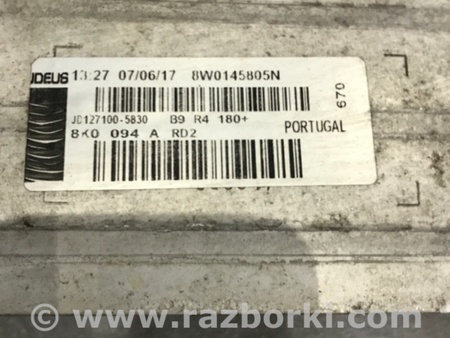 JDEUS 13:27 07/06/17 8W0145805N
JD127100-5830 B9 R4 180+
8K0 094 A RD2
PORTUGAL
670
© www.razborki.com